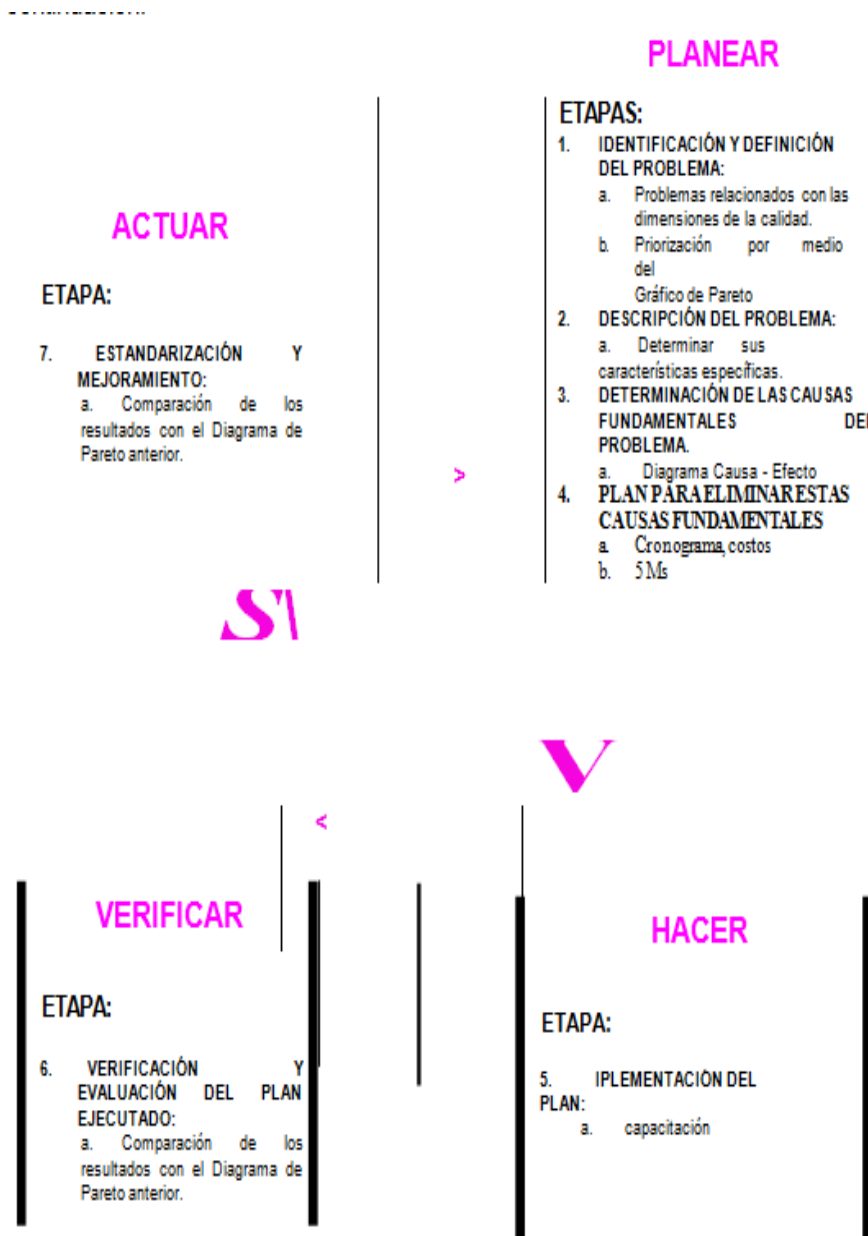 PLANEAR
ETAPAS:
1. IDENTIFICACIÓN Y DEFINICIÓN
DEL PROBLEMA:
a. Problemas relacionados con las
dimensiones de la calidad.
b. Priorización por medio
del
Gráfico de Pareto
2. DESCRIPCIÓN DEL PROBLEMA:
a. Determinar sus
características específicas.
3. DETERMINACIÓN DE LAS CAUSAS
FUNDAMENTALES DEL
PROBLEMA.
a. Diagrama Causa - Efecto
4. PLAN PARA ELIMINAR ESTAS
CAUSAS FUNDAMENTALES
a. Cronograma, costos
b. 5 Ms
ACTUAR
ETAPA:
7. ESTANDARIZACIÓN Y
MEJORAMIENTO:
a. Comparación de los
resultados con el Diagrama de
Pareto anterior.
>
V
<
VERIFICAR
ETAPA:
6. VERIFICACIÓN Y
EVALUACIÓN DEL PLAN
EJECUTADO:
a. Comparación de los
resultados con el Diagrama de
Pareto anterior.
HACER
ETAPA:
5. IPLEMENTACIÓN DEL
PLAN:
a. capacitación